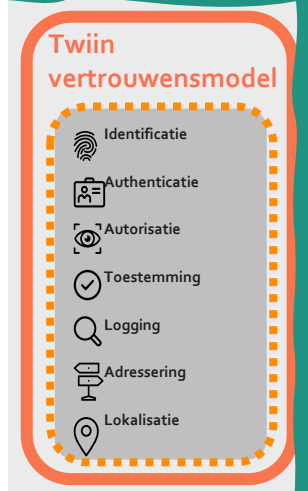 Twiin
vertrouwensmodel
Identificatie
Authenticatie
Autorisatie
Toestemming
Logging
Adressering
Lokalisatie